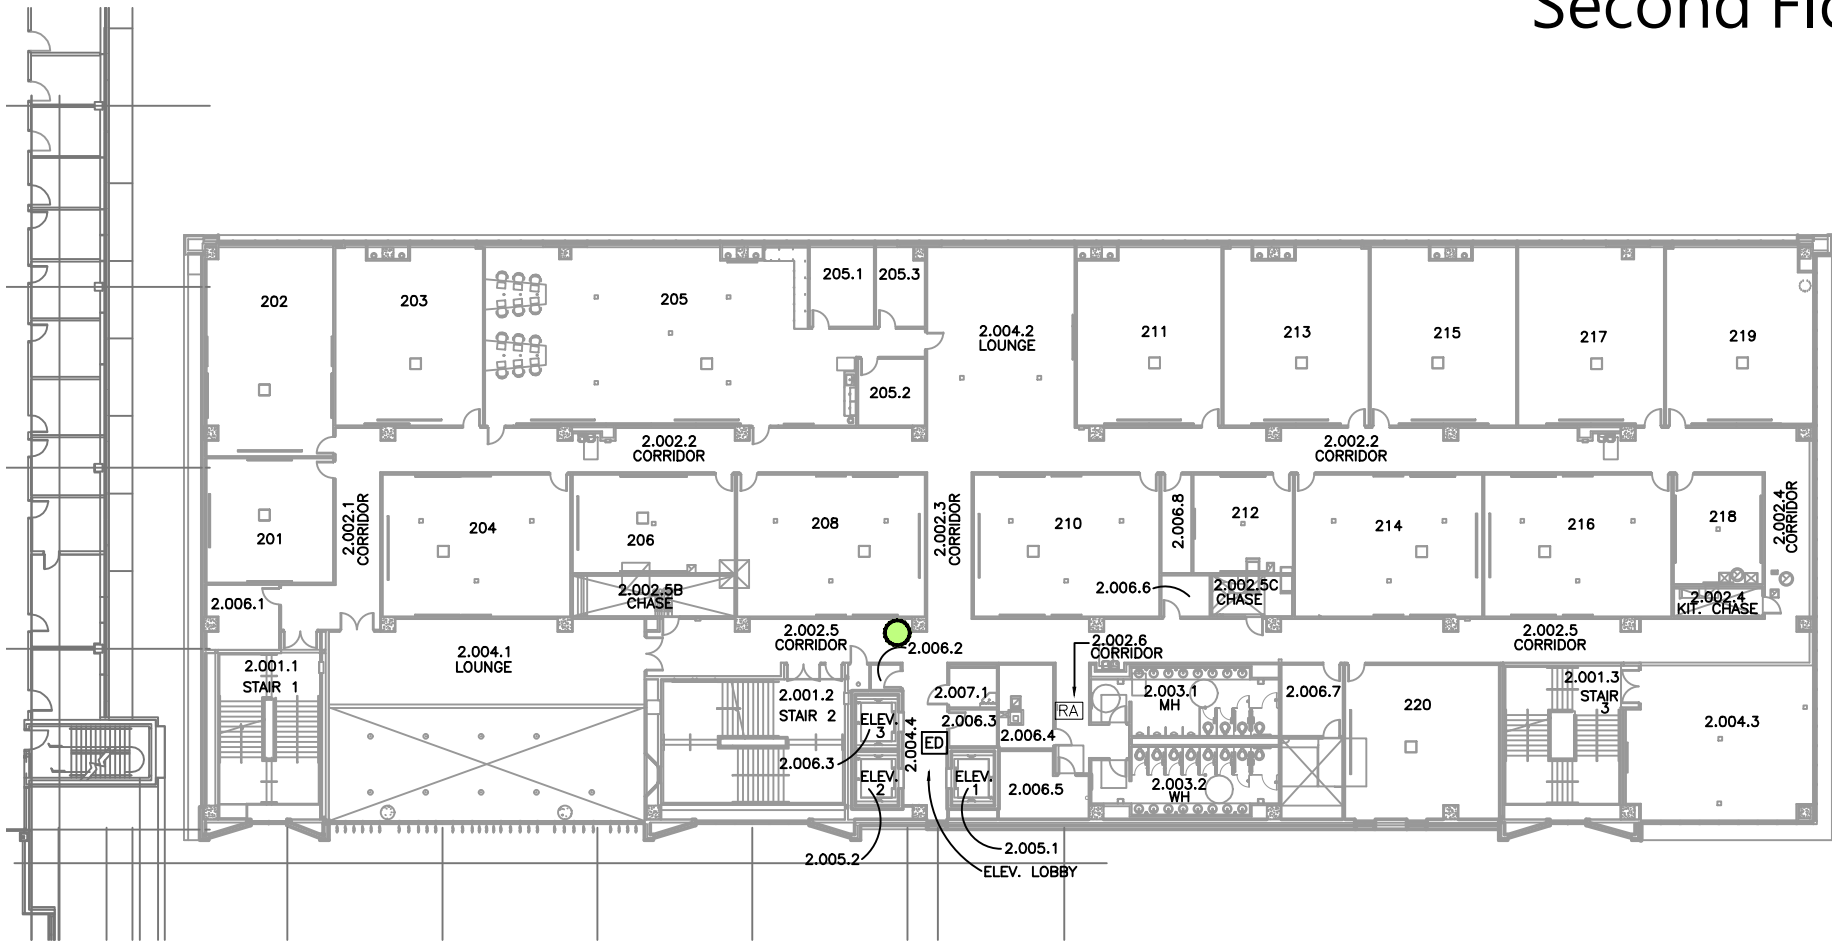 Second Flo
205.1
205.3
202
203
205
2.004.2
LOUNGE
211
213
215
217
219
205.2
2.002.2
CORRIDOR
2.002.2
CORRIDOR
2.002.1
CORRIDOR
2.002.3
CORRIDOR
2.002.4
CORRIDOR
201
204
206
208
210
2.006.8
212
214
216
218
2.006.1
2.002.5B
CHASE
2.006.6
2.002.5C
CHASE
2.002.4
KIT. CHASE
2.002.5
CORRIDOR
2.006.2
2.002.6
CORRIDOR
2.002.5
CORRIDOR
2.004.1
LOUNGE
2.001.1
STAIR 1
2.001.2
STAIR 2
2.007.1
2.003.1
MH
2.006.7
220
2.001.3
STAIR
3
2.004.3
RA
ELEV.
3
2.004.4
ED
2.006.3
2.006.4
2.006.3
ELEV.
2
ELEV.
1
2.006.5
2.003.2
WH
2.005.2
2.005.1
ELEV. LOBBY